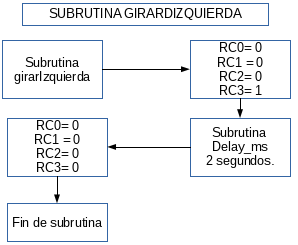 SUBRUTINA GIRARDIZQUIERDA
Subrutina
girarIzquierda
RC0= 0
RC1 = 0
RC2= 0
RC3= 1
Subrutina
Delay_ms
2 segundos.
RC0= 0
RC1 = 0
RC2= 0
RC3= 0
Fin de subrutina